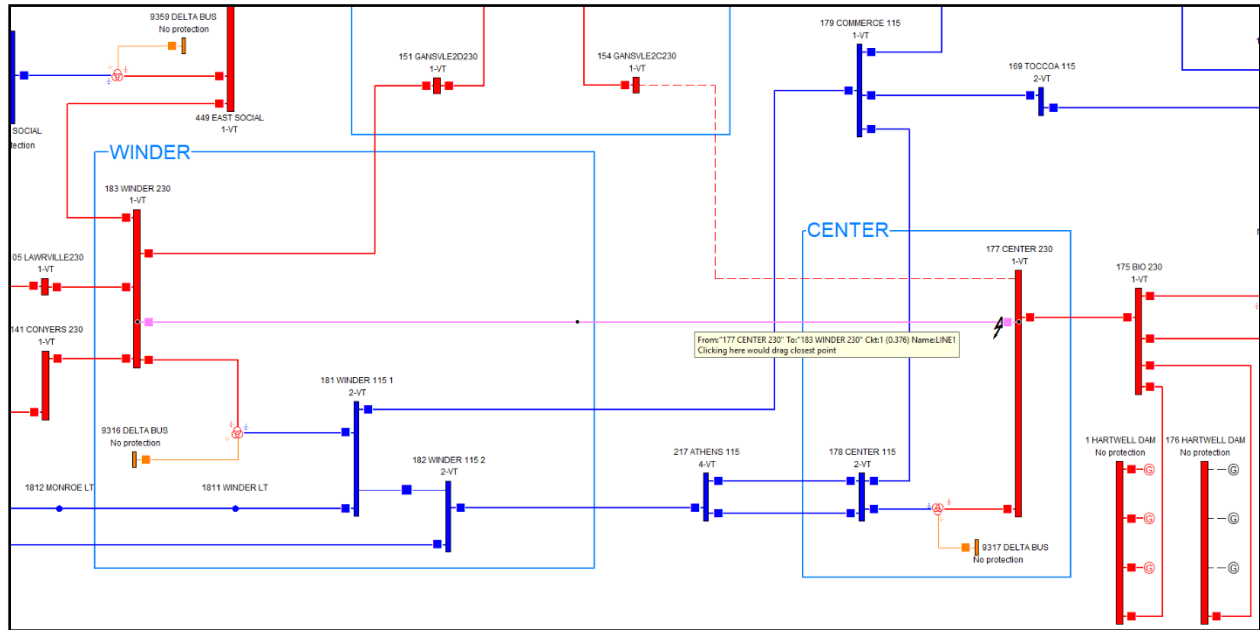 9359 DELTA BUS
No protection
179 COMMERCE 115
1-VT
151 GANSVLE2D230
1-VT
154 GANSVLE2C230
1-VT
169 TOCCOA 115
2-VT
449 EAST SOCIAL
1-VT
SOCIAL
tection
WINDER
183 WINDER 230
1-VT
CENTER
177 CENTER 230
1-VT
05 LAWRVILLE230
1-VT
175 BIO 230
1-VT
141 CONYERS 230
1-VT
From:"177 CENTER 230" To:"183 WINDER 230" Ckt:1 (0.376) Name:LINE1
Clicking here would drag closest point
181 WINDER 115 1
2-VT
9316 DELTA BUS
No protection
182 WINDER 115 2
2-VT
217 ATHENS 115
4-VT
178 CENTER 115
2-VT
1 HARTWELL DAM
No protection
176 HARTWELL DAM
No protection
G
G
G
G
G
G
1812 MONROE LT
1811 WINDER LT
9317 DELTA BUS
No protection